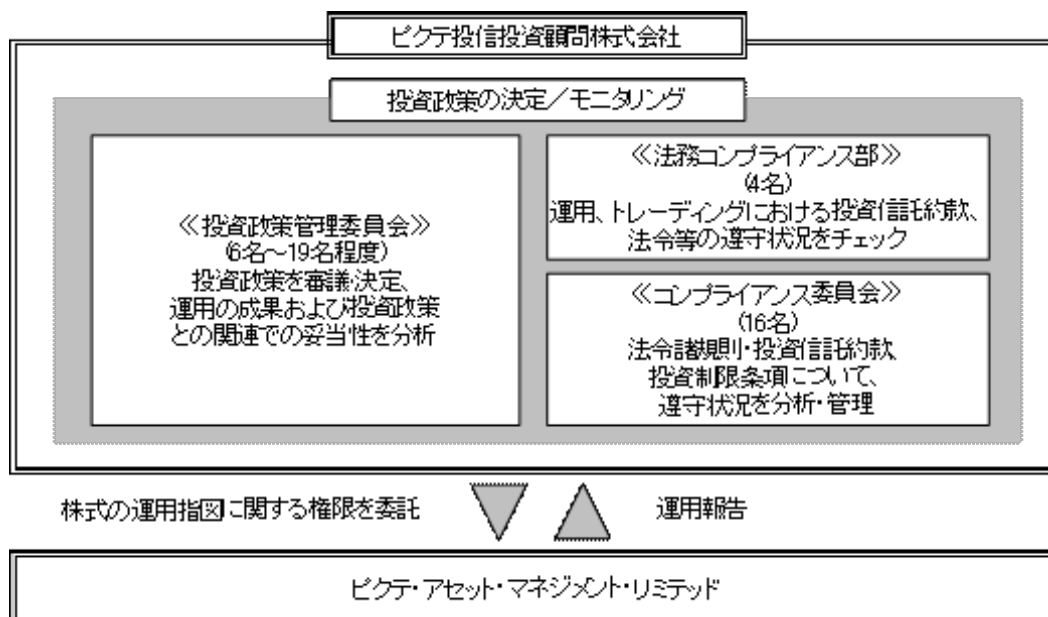 ピクテ投信投資顧問株式会社
投資政策の決定／モニタリング
≪投資政策管理委員会≫
(6名～19名程度)
投資政策を審議・決定、
運用の成果および投資政策
との関連での妥当性を分析
≪法務コンプライアンス部≫
(4名)
運用、トレーディングにおける投資信託約款、
法令等の遵守状況をチェック
≪コンプライアンス委員会≫
(16名)
法令諸規則・投資信託約款
投資制限条項について、
遵守状況を分析・管理
株式の運用指図に関する権限を委託
運用報告
ピクテ・アセット・マネジメント・リミテッド